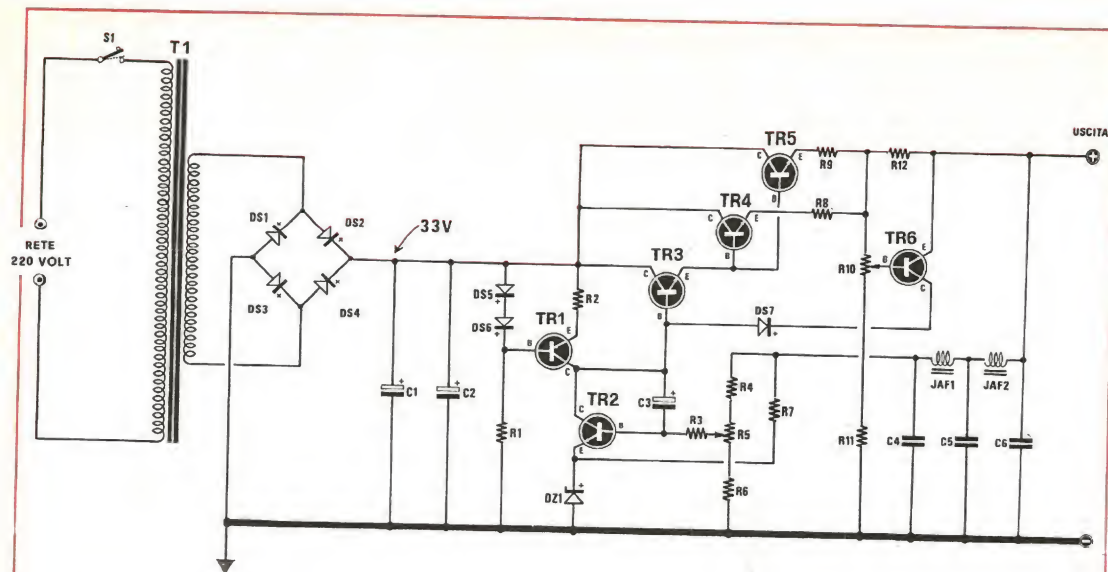 S1
T1
RETE
220 VOLT
DS1
DS2
DS3
DS4
33V
C1
+
C2
+
DS5
+
DS6
+
R1
R2
TR1
B
E
C
TR2
C
B
E
DZ1
+
C3
+
R3
R4
R5
R6
R7
TR3
C
E
B
TR4
C
E
B
TR5
C
E
B
R8
R9
R12
R10
R11
TR6
B
E
C
DS7
+
C4
JAF1
C5
JAF2
C6
USCITA
+
-